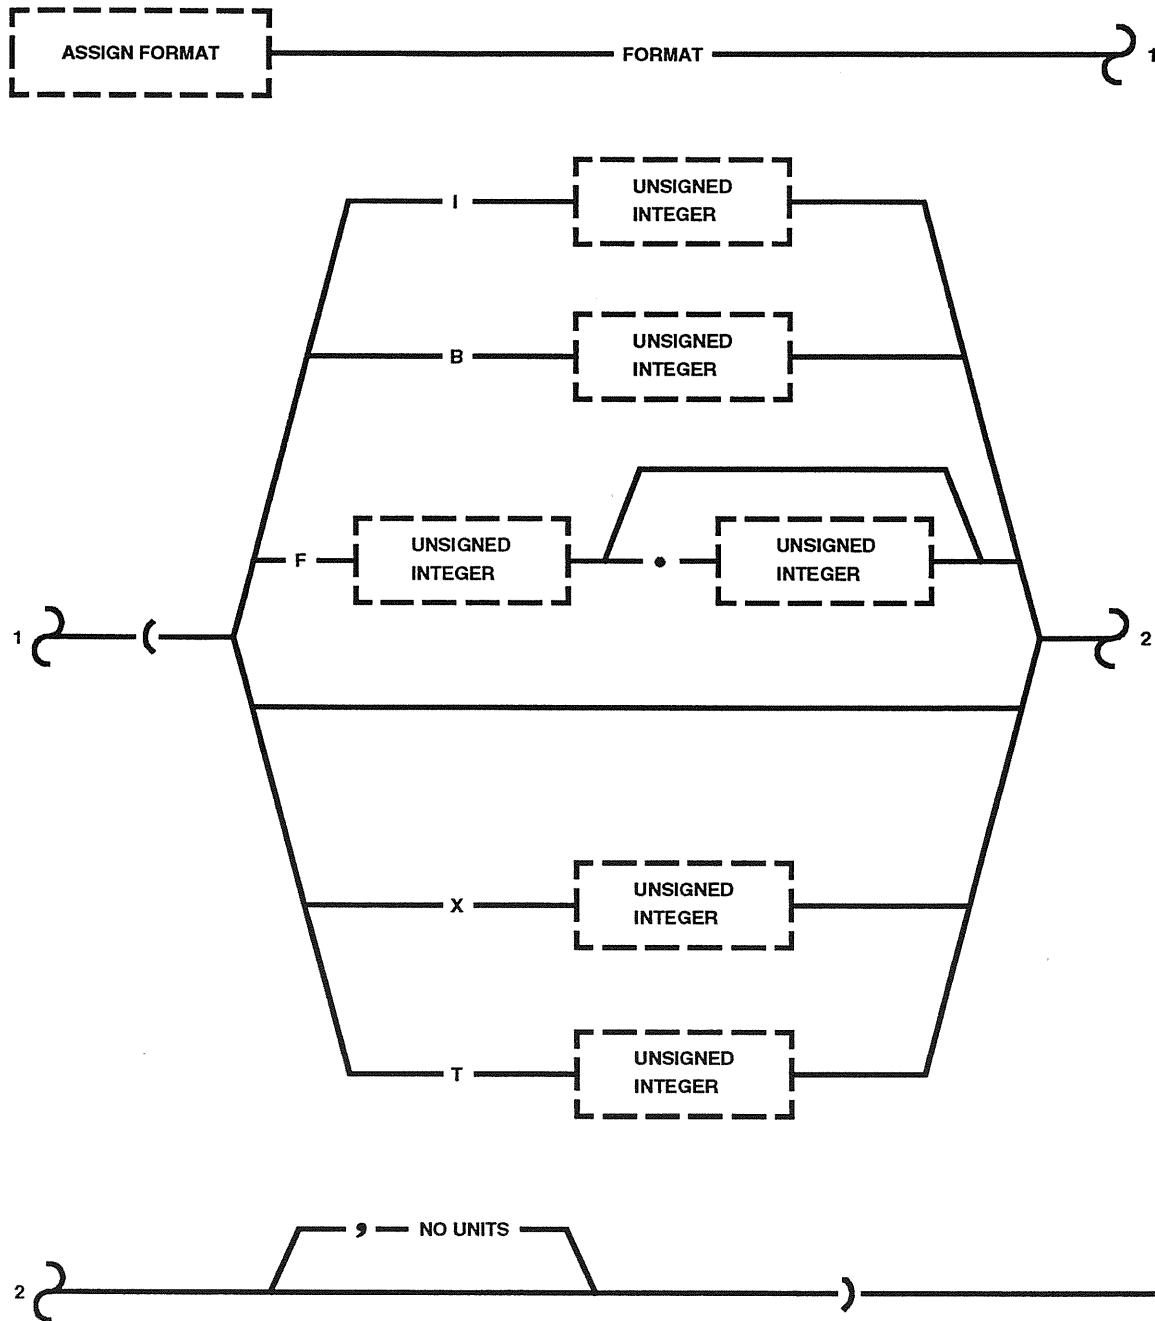 ASSIGN FORMAT FORMAT 1
I UNSIGNED
INTEGER
B UNSIGNED
INTEGER
F UNSIGNED
INTEGER
• UNSIGNED
INTEGER
1 ( 2
X UNSIGNED
INTEGER
T UNSIGNED
INTEGER
, NO UNITS
2 )